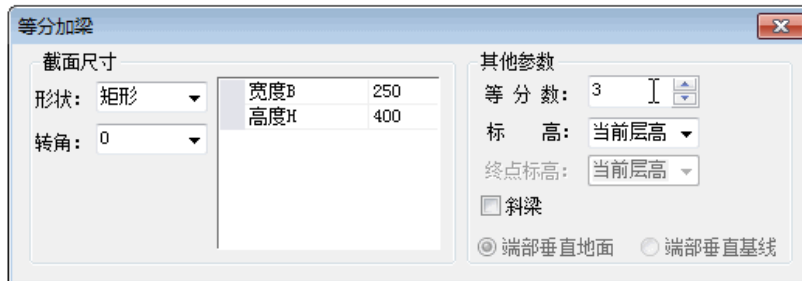 等分加梁
截面尺寸
形状: 矩形
转角: 0
宽度B 250
高度H 400
其他参数
等 分 数: 3
标 高: 当前层高
终点标高: 当前层高
斜梁
端部垂直地面 端部垂直基线